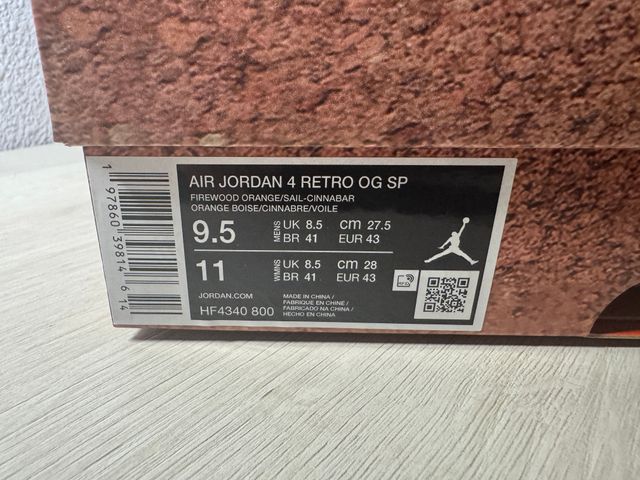 AIR JORDAN 4 RETRO OG SP
FIREWOOD ORANGE/SAIL-CINNABAR
ORANGE BOISE/CINNABRE/VOILE
9.5 MENS UK 8.5 CM 27.5
BR 41 EUR 43
11 WMNS UK 8.5 CM 28
BR 41 EUR 43
JORDAN.COM
HF4340 800
MADE IN CHINA /
FABRIQUE EN CHINE /
FABRICADO NA CHINA /
HECHO EN CHINA
1 97860 39814 6 14